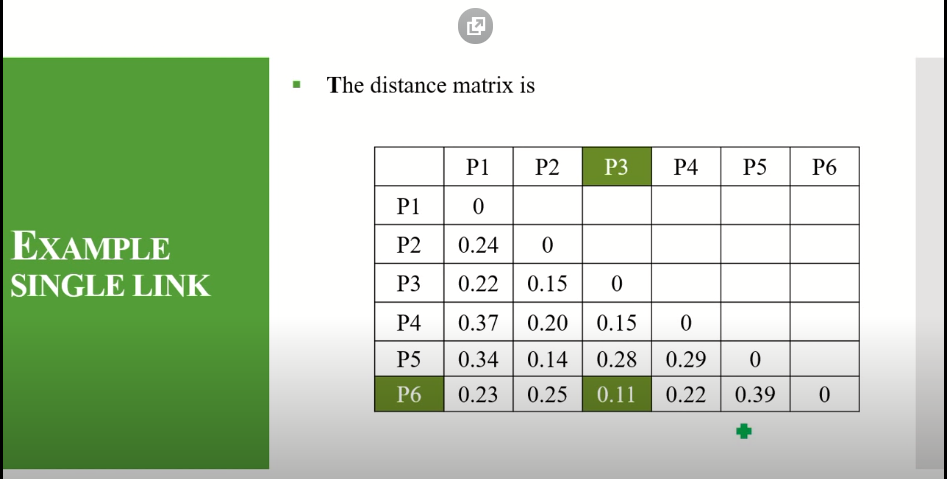 The distance matrix is
EXAMPLE
SINGLE LINK
P1 P2 P3 P4 P5 P6
P1 0
P2 0.24 0
P3 0.22 0.15 0
P4 0.37 0.20 0.15 0
P5 0.34 0.14 0.28 0.29 0
P6 0.23 0.25 0.11 0.22 0.39 0